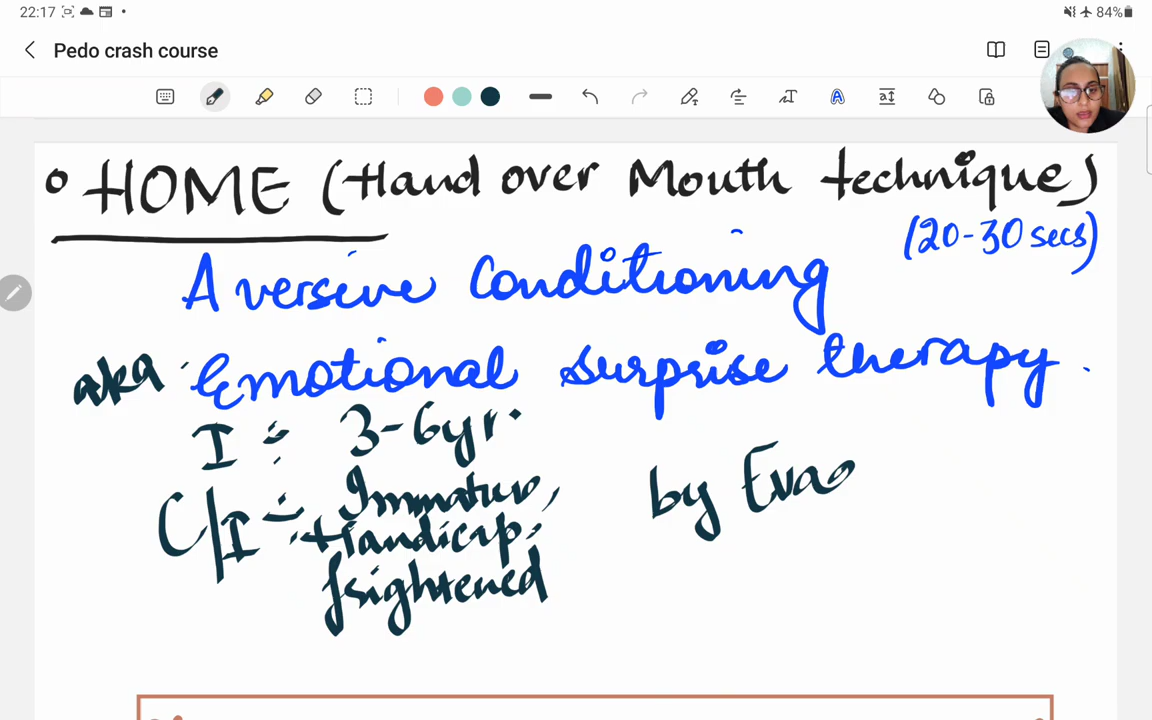 22:17 84%
Pedo crash course
HOME (Hand over Mouth technique)
(20-30 secs)
Aversive Conditioning
aka Emotional surprise therapy.
I :- 3-6yr.
C/I :- Immature,
Handicap,
frightened
by Eva